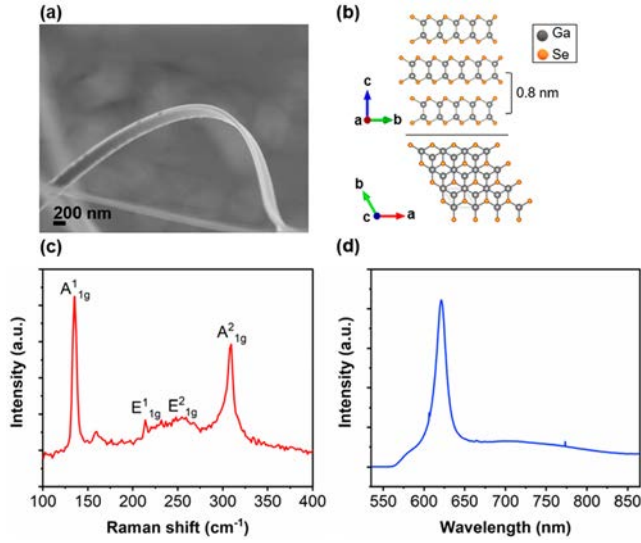 (a)
200 nm
(b)
Ga
Se
0.8 nm
c
a
b
b
c
a
(c)
Intensity (a.u.)
A¹₁g
E¹₁g
E²₁g
A²₁g
100 150 200 250 300 350 400
Raman shift (cm⁻¹)
(d)
Intensity (a.u.)
550 600 650 700 750 800 850
Wavelength (nm)